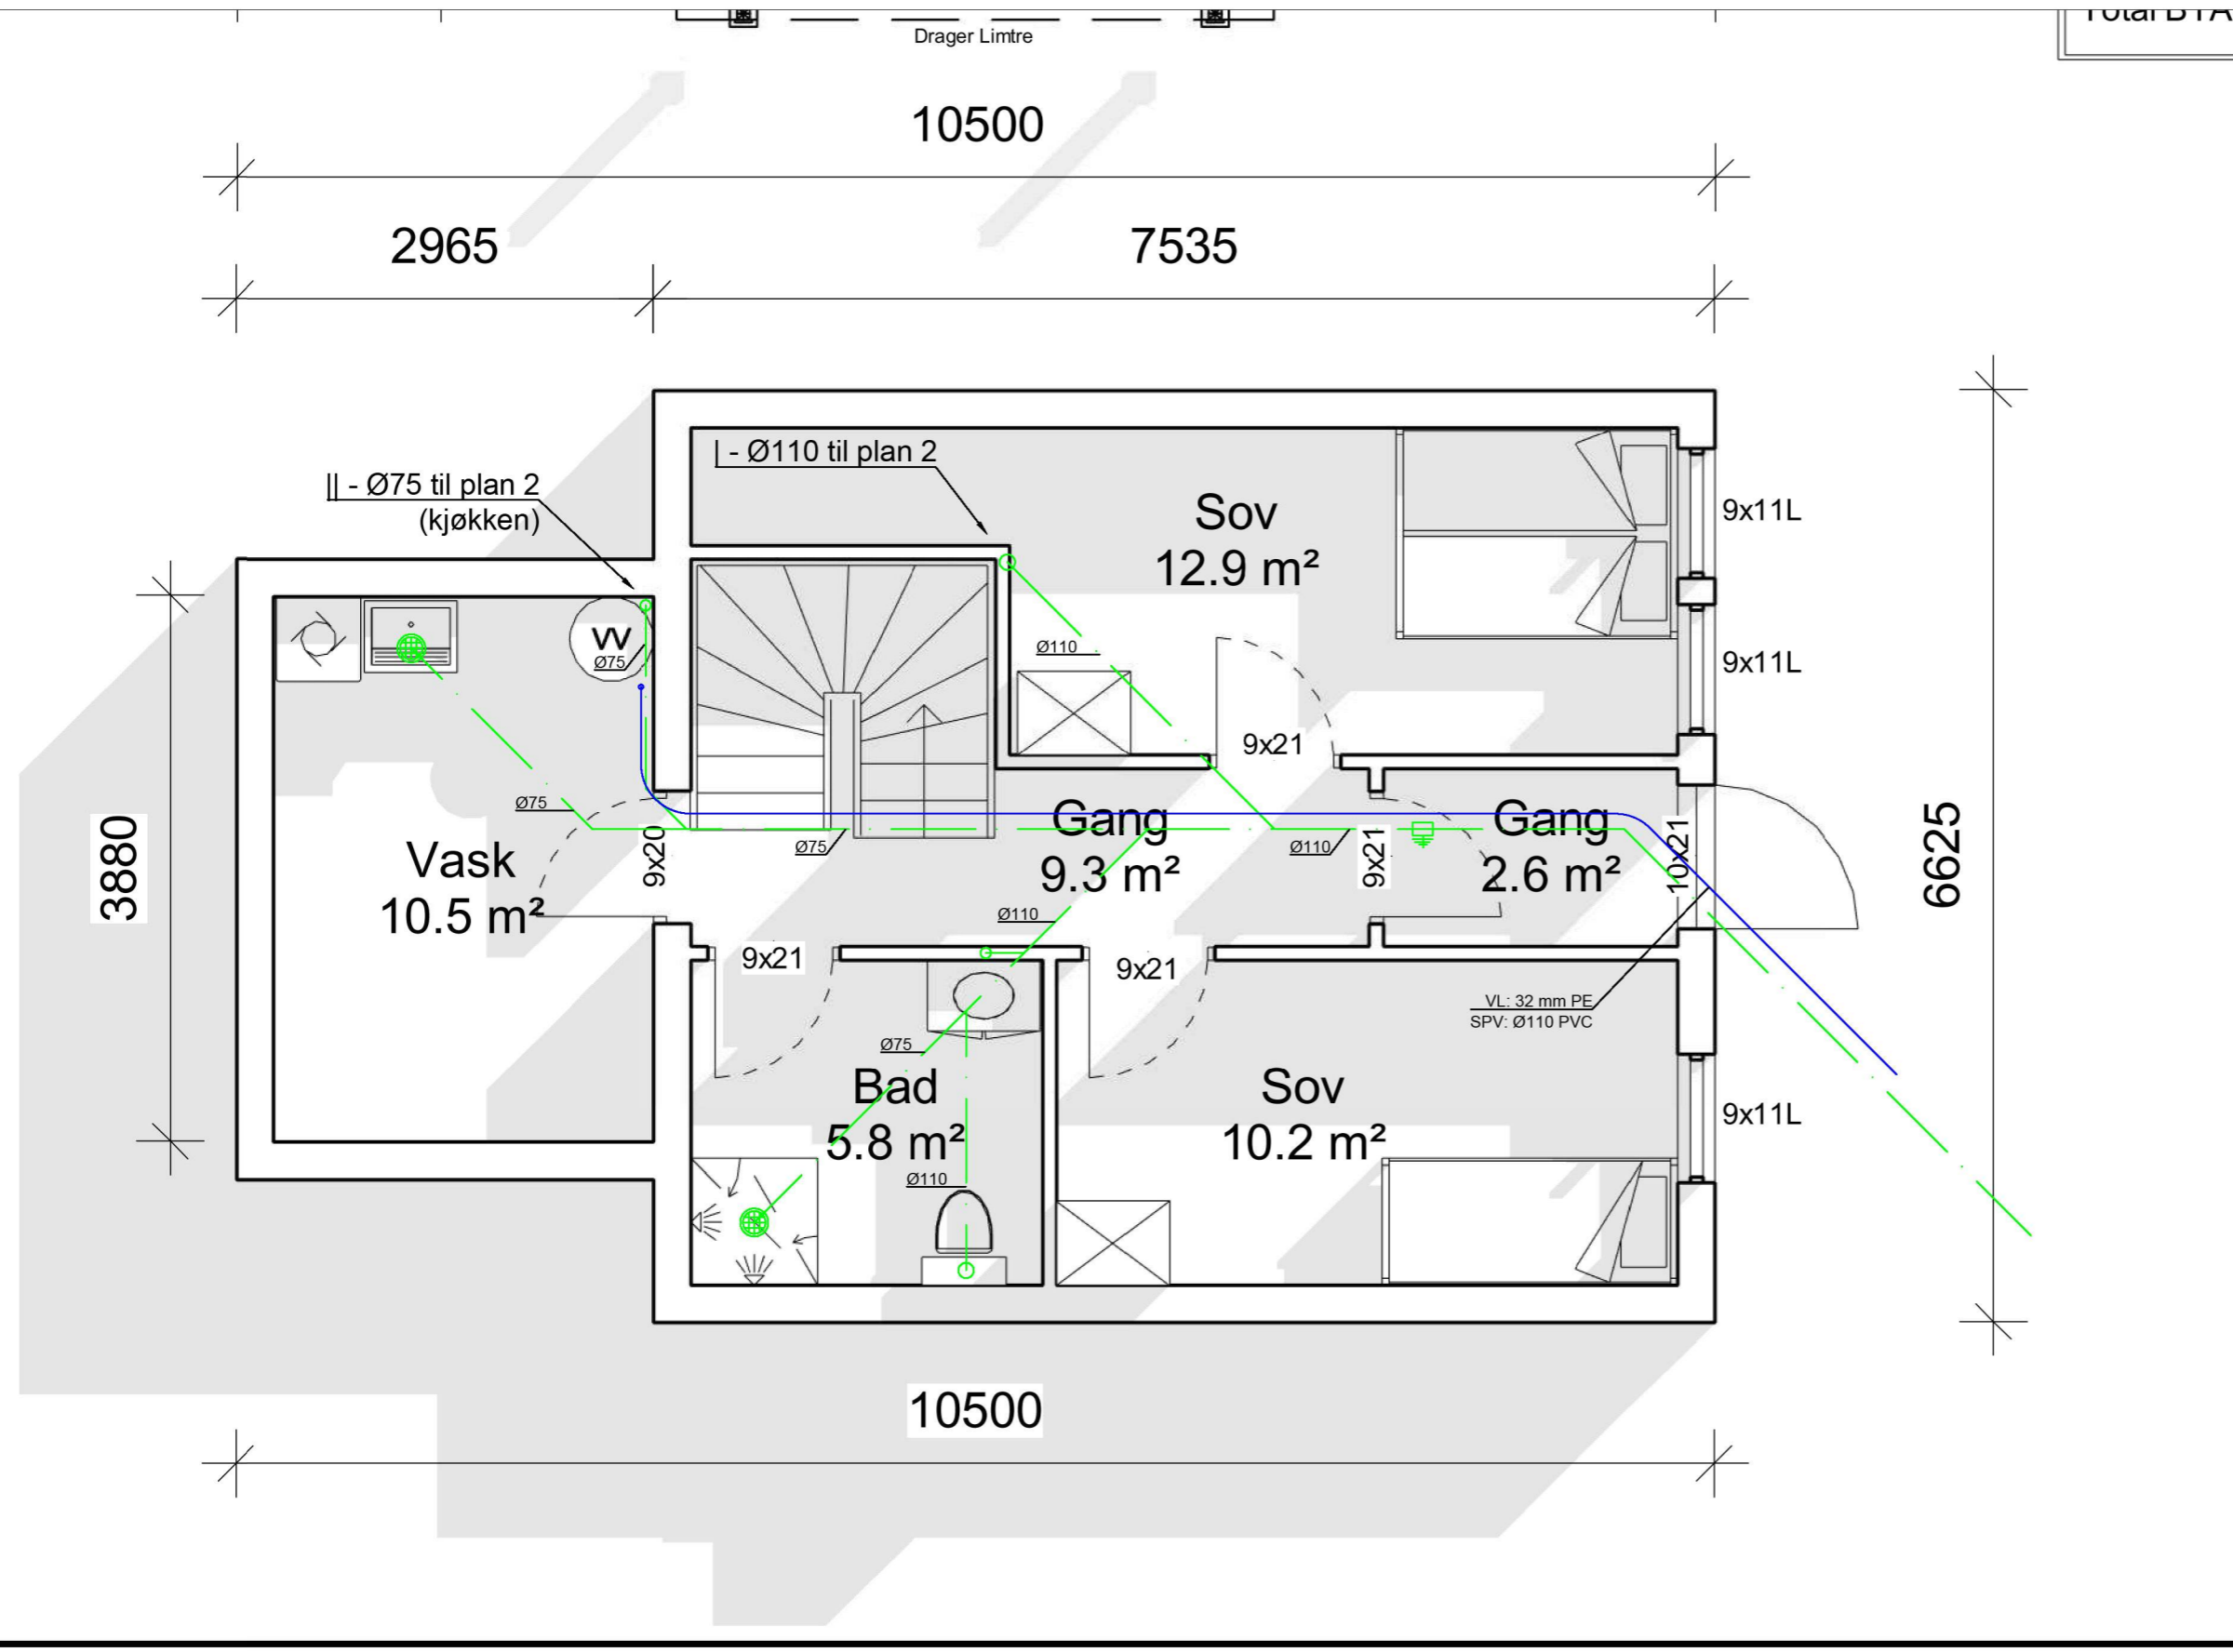 Drager Limtre
Total BYA
10500
2965
7535
| - Ø110 til plan 2
|| - Ø75 til plan 2
(kjøkken)
Sov
12.9 m²
9x11L
VV
Ø75
Ø110
9x11L
9x21
3880
6625
Ø75
Vask
10.5 m²
9x20
Ø75
Gang
9.3 m²
Ø110
9x21
Gang
2.6 m²
10x21
Ø110
9x21
9x21
VL: 32 mm PE
SPV: Ø110 PVC
Ø75
Bad
5.8 m²
Ø110
Sov
10.2 m²
9x11L
10500